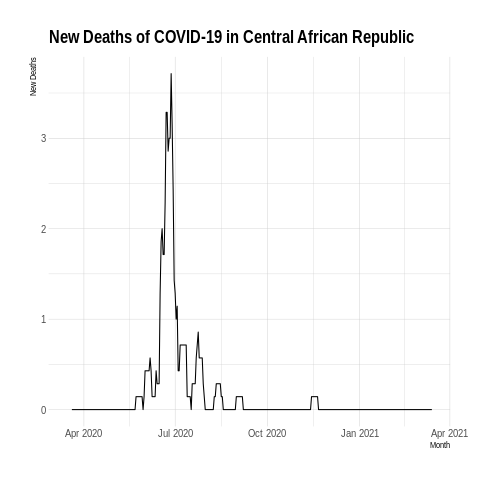 New Deaths of COVID-19 in Central African Republic
New Deaths
3
2
1
0
Apr 2020 Jul 2020 Oct 2020 Jan 2021 Apr 2021
Month